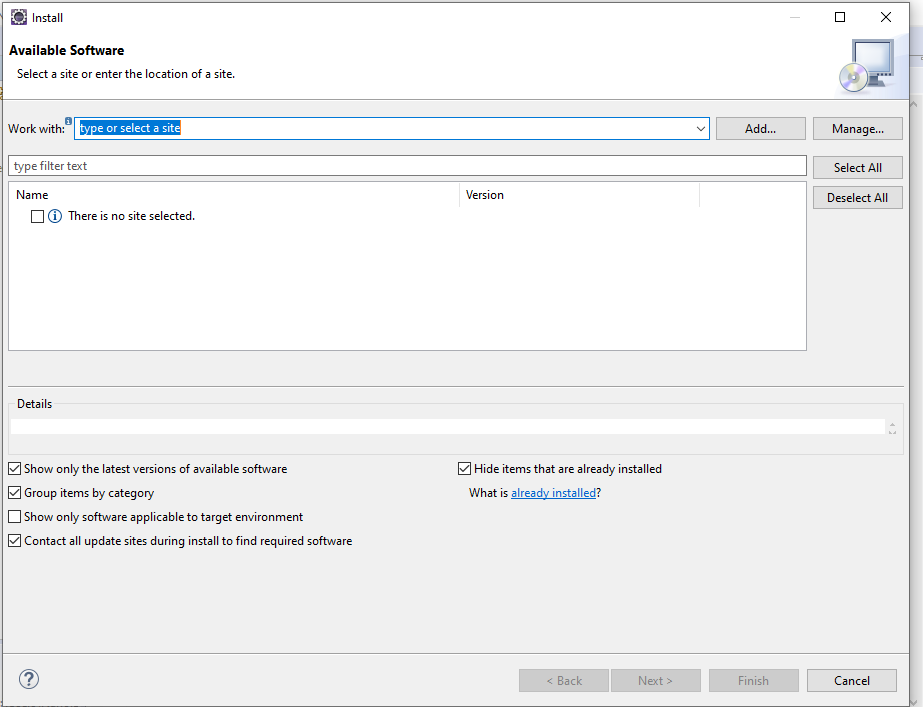 Install
Available Software
Select a site or enter the location of a site.
Work with: type or select a site Add... Manage...
type filter text Select All
Name Version Deselect All
There is no site selected.
Details
Show only the latest versions of available software Hide items that are already installed
Group items by category What is already installed?
Show only software applicable to target environment
Contact all update sites during install to find required software
? < Back Next > Finish Cancel